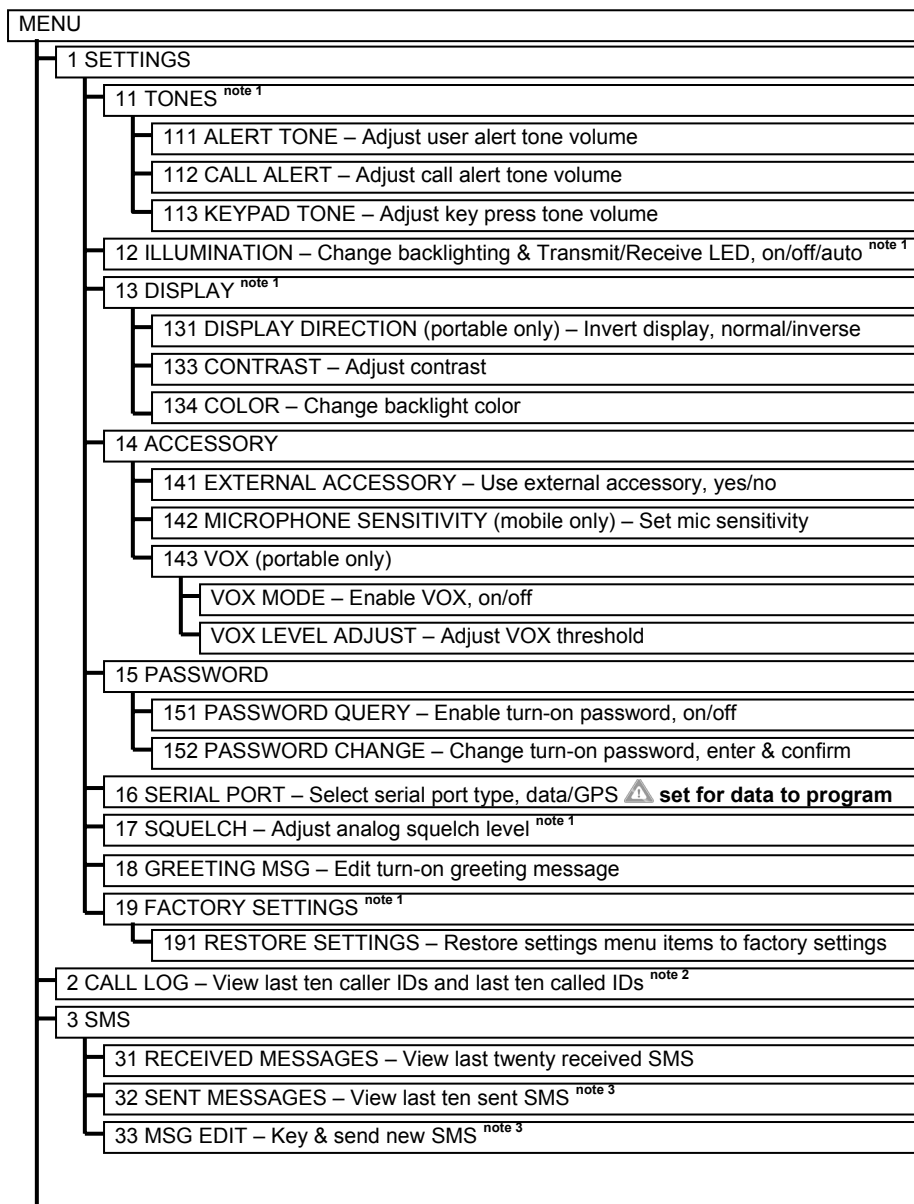 MENU
1 SETTINGS
11 TONES note 1
111 ALERT TONE – Adjust user alert tone volume
112 CALL ALERT – Adjust call alert tone volume
113 KEYPAD TONE – Adjust key press tone volume
12 ILLUMINATION – Change backlighting & Transmit/Receive LED, on/off/auto note 1
13 DISPLAY note 1
131 DISPLAY DIRECTION (portable only) – Invert display, normal/inverse
133 CONTRAST – Adjust contrast
134 COLOR – Change backlight color
14 ACCESSORY
141 EXTERNAL ACCESSORY – Use external accessory, yes/no
142 MICROPHONE SENSITIVITY (mobile only) – Set mic sensitivity
143 VOX (portable only)
VOX MODE – Enable VOX, on/off
VOX LEVEL ADJUST – Adjust VOX threshold
15 PASSWORD
151 PASSWORD QUERY – Enable turn-on password, on/off
152 PASSWORD CHANGE – Change turn-on password, enter & confirm
16 SERIAL PORT – Select serial port type, data/GPS ⚠ set for data to program
17 SQUELCH – Adjust analog squelch level note 1
18 GREETING MSG – Edit turn-on greeting message
19 FACTORY SETTINGS note 1
191 RESTORE SETTINGS – Restore settings menu items to factory settings
2 CALL LOG – View last ten caller IDs and last ten called IDs note 2
3 SMS
31 RECEIVED MESSAGES – View last twenty received SMS
32 SENT MESSAGES – View last ten sent SMS note 3
33 MSG EDIT – Key & send new SMS note 3